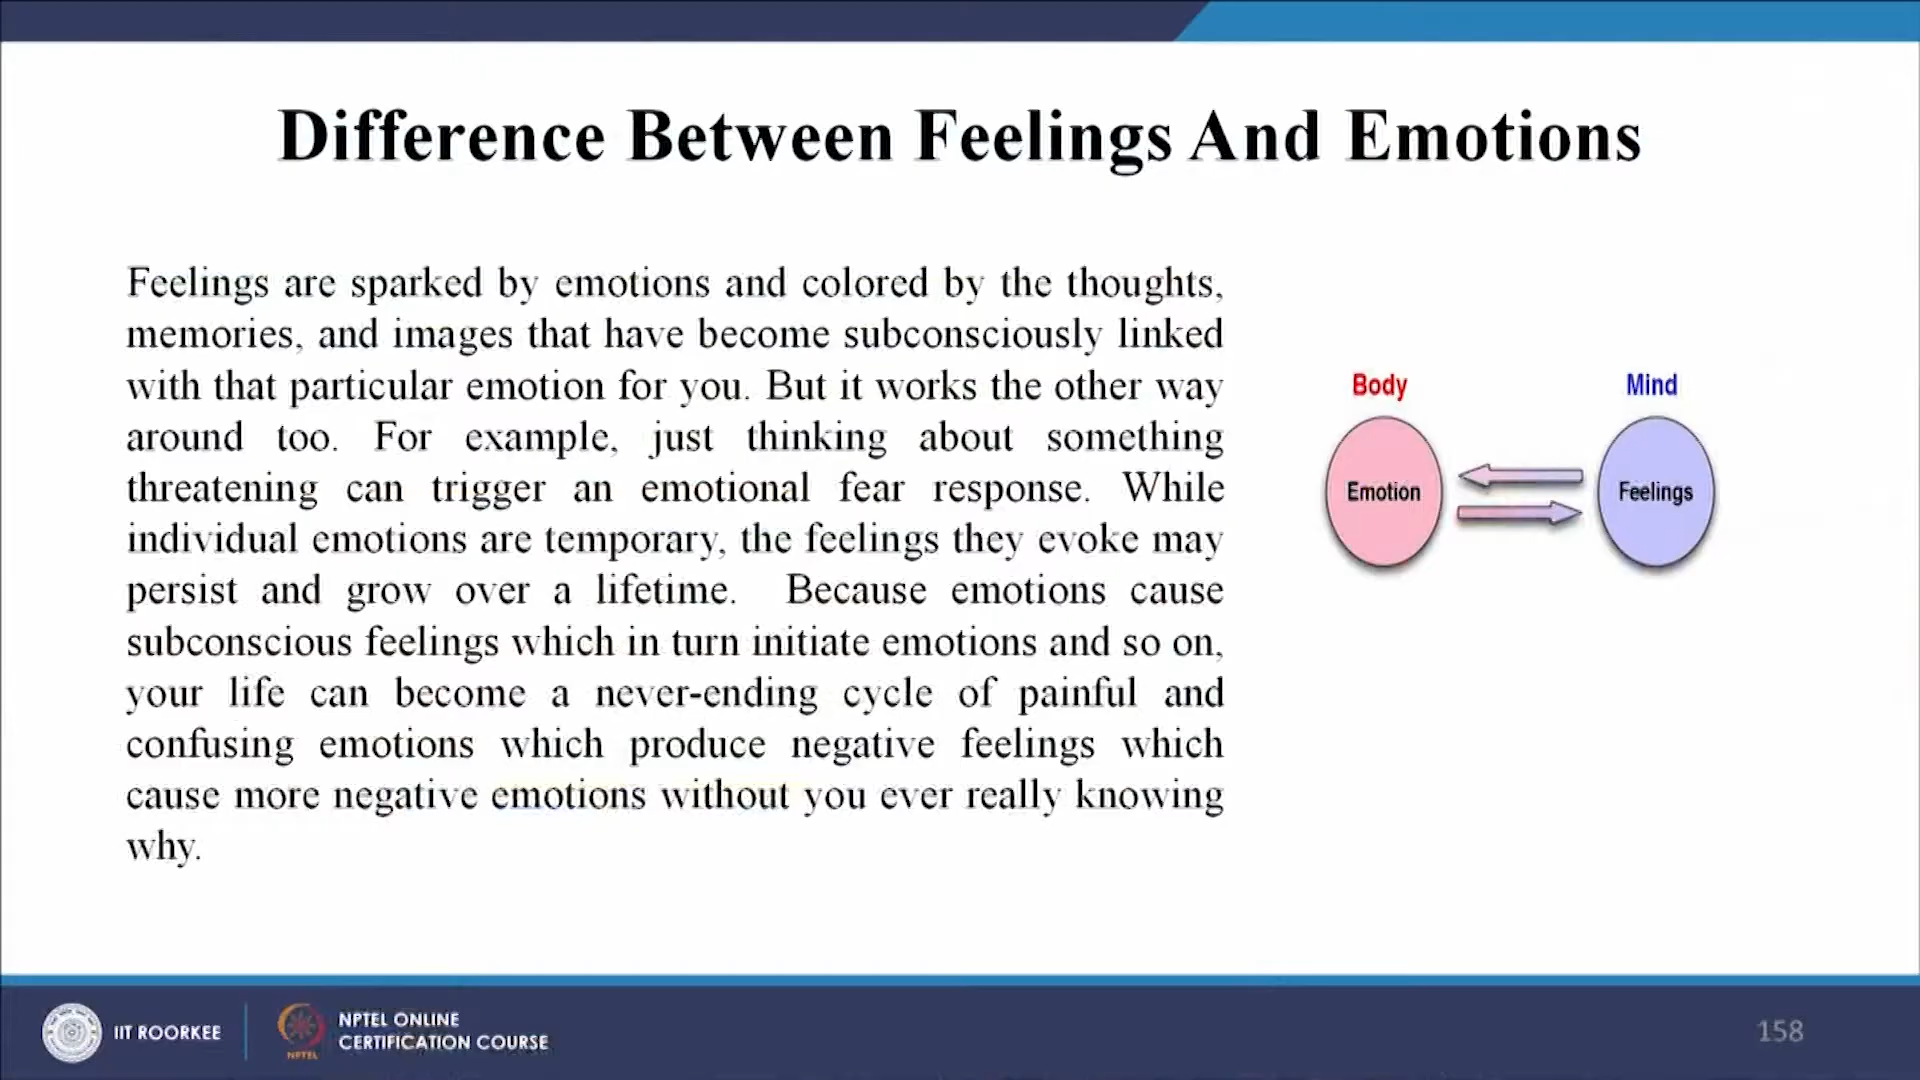 Difference Between Feelings And Emotions
Feelings are sparked by emotions and colored by the thoughts,
memories, and images that have become subconsciously linked
with that particular emotion for you. But it works the other way
around too. For example, just thinking about something
threatening can trigger an emotional fear response. While
individual emotions are temporary, the feelings they evoke may
persist and grow over a lifetime. Because emotions cause
subconscious feelings which in turn initiate emotions and so on,
your life can become a never-ending cycle of painful and
confusing emotions which produce negative feelings which
cause more negative emotions without you ever really knowing
why.
Body
Mind
Emotion
Feelings
IIT ROORKEE
NPTEL
NPTEL ONLINE
CERTIFICATION COURSE
158